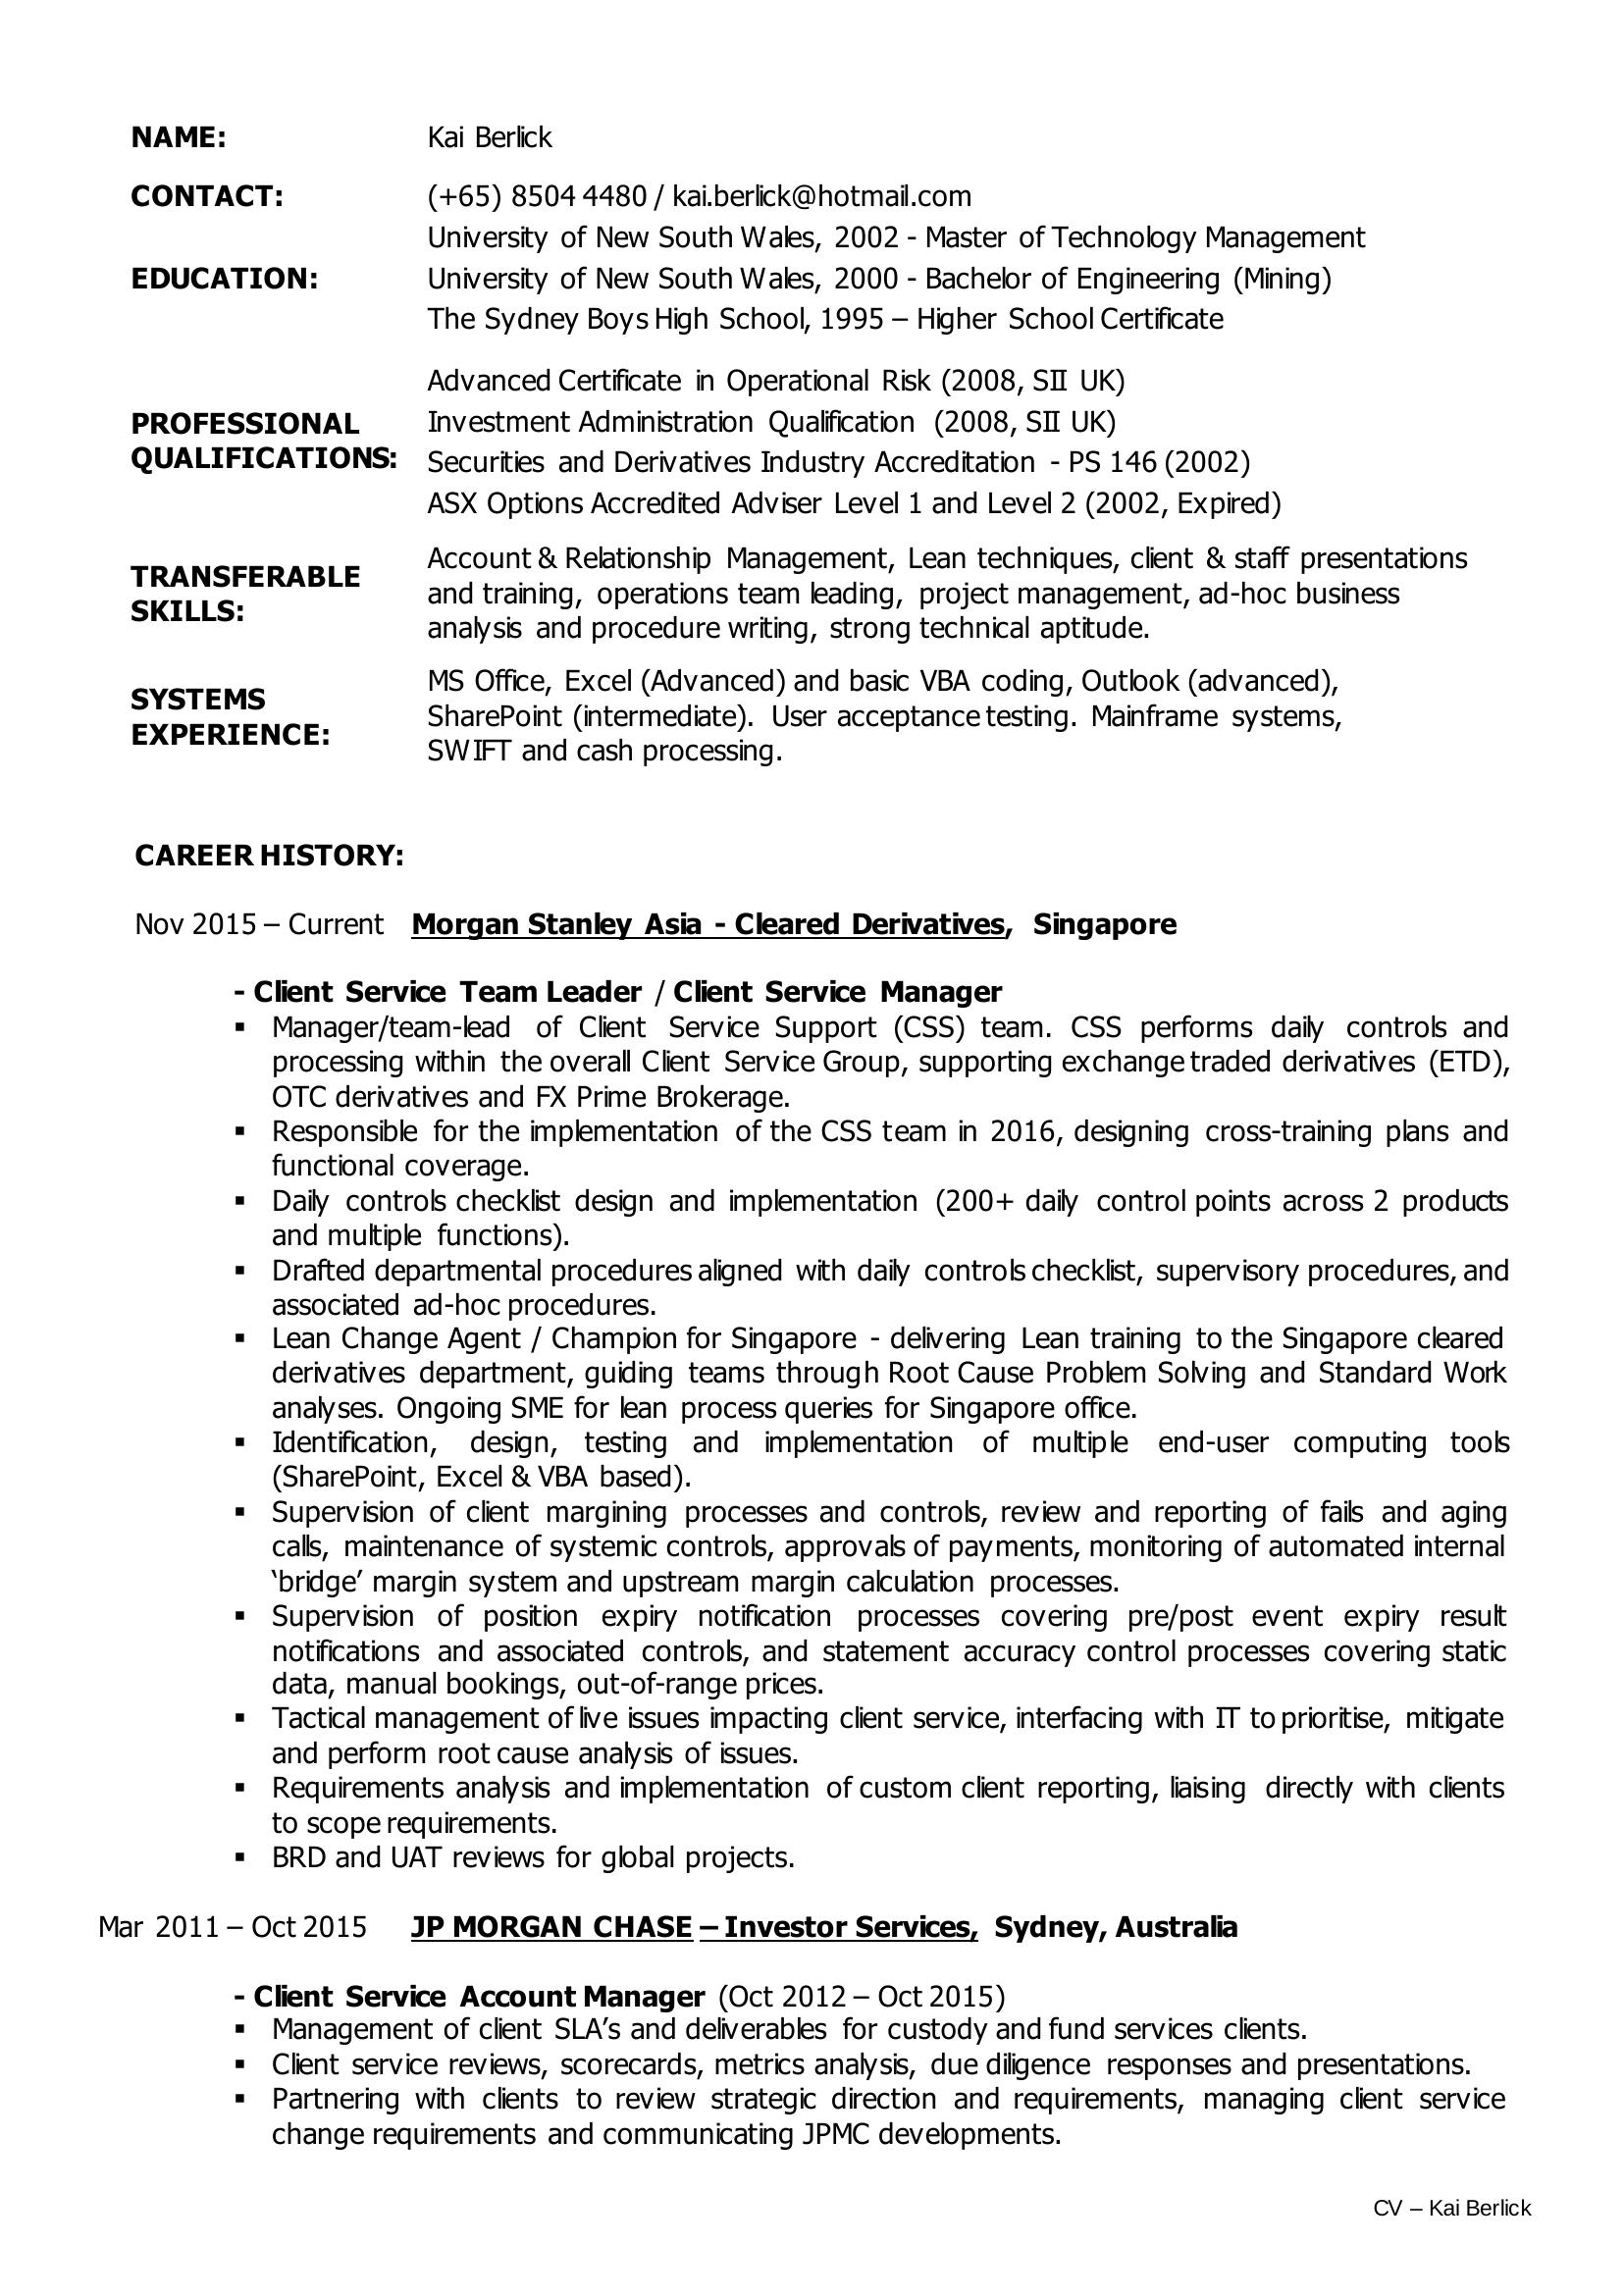 NAME: Kai Berlick
CONTACT: (+65) 8504 4480 / kai.berlick@hotmail.com
University of New South Wales, 2002 - Master of Technology Management
EDUCATION: University of New South Wales, 2000 - Bachelor of Engineering (Mining)
The Sydney Boys High School, 1995 – Higher School Certificate
Advanced Certificate in Operational Risk (2008, SII UK)
PROFESSIONAL QUALIFICATIONS: Investment Administration Qualification (2008, SII UK)
Securities and Derivatives Industry Accreditation - PS 146 (2002)
ASX Options Accredited Adviser Level 1 and Level 2 (2002, Expired)
TRANSFERABLE SKILLS: Account & Relationship Management, Lean techniques, client & staff presentations
and training, operations team leading, project management, ad-hoc business
analysis and procedure writing, strong technical aptitude.
SYSTEMS EXPERIENCE: MS Office, Excel (Advanced) and basic VBA coding, Outlook (advanced),
SharePoint (intermediate). User acceptance testing. Mainframe systems,
SWIFT and cash processing.
CAREER HISTORY:
Nov 2015 – Current Morgan Stanley Asia - Cleared Derivatives, Singapore
- Client Service Team Leader / Client Service Manager
▪ Manager/team-lead of Client Service Support (CSS) team. CSS performs daily controls and
processing within the overall Client Service Group, supporting exchange traded derivatives (ETD),
OTC derivatives and FX Prime Brokerage.
▪ Responsible for the implementation of the CSS team in 2016, designing cross-training plans and
functional coverage.
▪ Daily controls checklist design and implementation (200+ daily control points across 2 products
and multiple functions).
▪ Drafted departmental procedures aligned with daily controls checklist, supervisory procedures, and
associated ad-hoc procedures.
▪ Lean Change Agent / Champion for Singapore - delivering Lean training to the Singapore cleared
derivatives department, guiding teams through Root Cause Problem Solving and Standard Work
analyses. Ongoing SME for lean process queries for Singapore office.
▪ Identification, design, testing and implementation of multiple end-user computing tools
(SharePoint, Excel & VBA based).
▪ Supervision of client margining processes and controls, review and reporting of fails and aging
calls, maintenance of systemic controls, approvals of payments, monitoring of automated internal
‘bridge’ margin system and upstream margin calculation processes.
▪ Supervision of position expiry notification processes covering pre/post event expiry result
notifications and associated controls, and statement accuracy control processes covering static
data, manual bookings, out-of-range prices.
▪ Tactical management of live issues impacting client service, interfacing with IT to prioritise, mitigate
and perform root cause analysis of issues.
▪ Requirements analysis and implementation of custom client reporting, liaising directly with clients
to scope requirements.
▪ BRD and UAT reviews for global projects.
Mar 2011 – Oct 2015 JP MORGAN CHASE – Investor Services, Sydney, Australia
- Client Service Account Manager (Oct 2012 – Oct 2015)
▪ Management of client SLA’s and deliverables for custody and fund services clients.
▪ Client service reviews, scorecards, metrics analysis, due diligence responses and presentations.
▪ Partnering with clients to review strategic direction and requirements, managing client service
change requirements and communicating JPMC developments.
CV – Kai Berlick